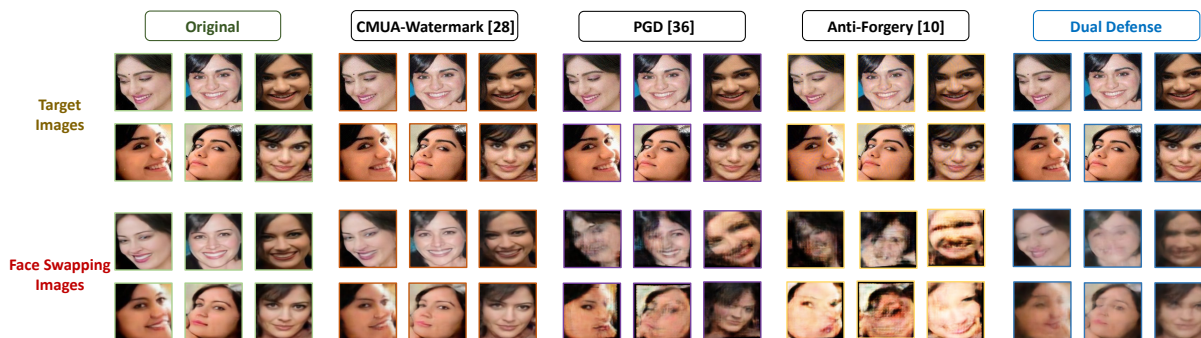 Original
CMUA-Watermark [28]
PGD [36]
Anti-Forgery [10]
Dual Defense
Target
Images
Face Swapping
Images